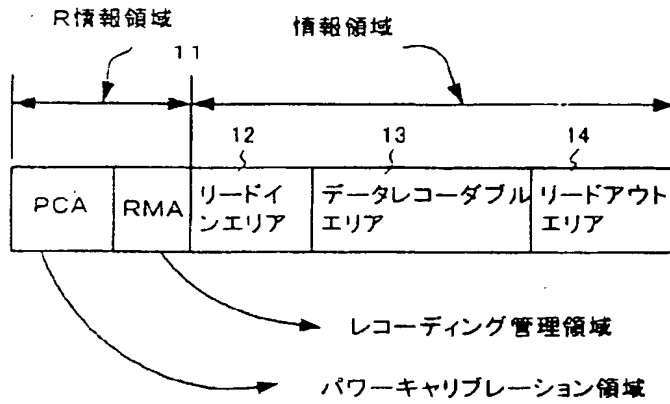 R情報領域
情報領域
11
12
13
14
PCA
RMA
リードイ
ンエリア
データレコーダブル
エリア
リードアウト
エリア
レコーディング管理領域
パワーキャリブレーション領域